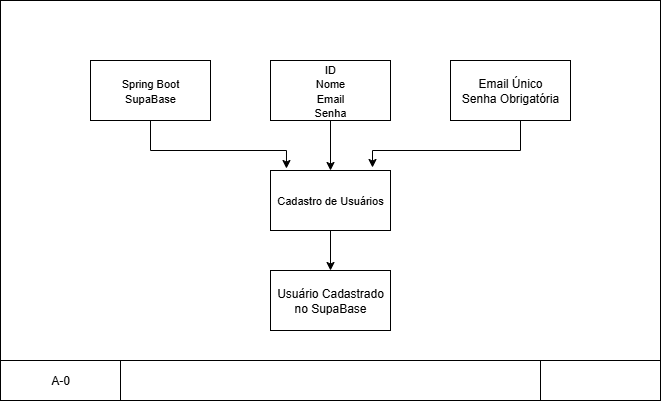 Spring Boot
SupaBase
ID
Nome
Email
Senha
Email Único
Senha Obrigatória
Cadastro de Usuários
Usuário Cadastrado
no SupaBase
A-0